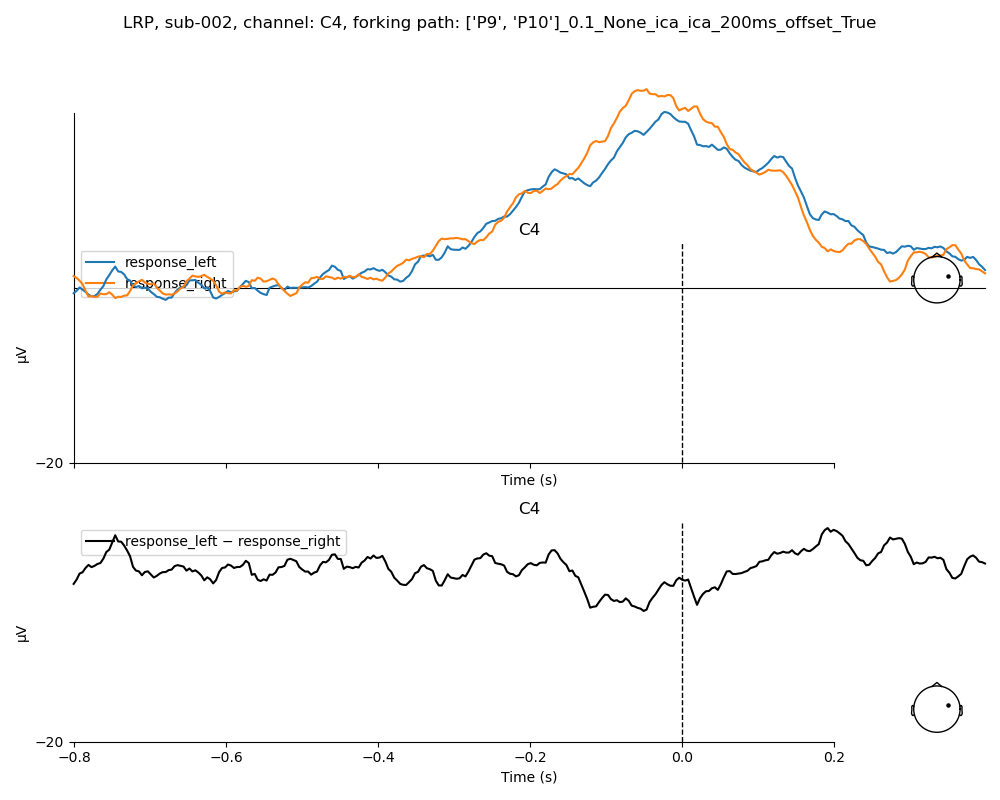 LRP, sub-002, channel: C4, forking path: ['P9', 'P10']_0.1_None_ica_ica_200ms_offset_True
C4
response_left
response_right
µV
−20
Time (s)
C4
response_left − response_right
µV
−20
−0.8
−0.6
−0.4
−0.2
0.0
0.2
Time (s)